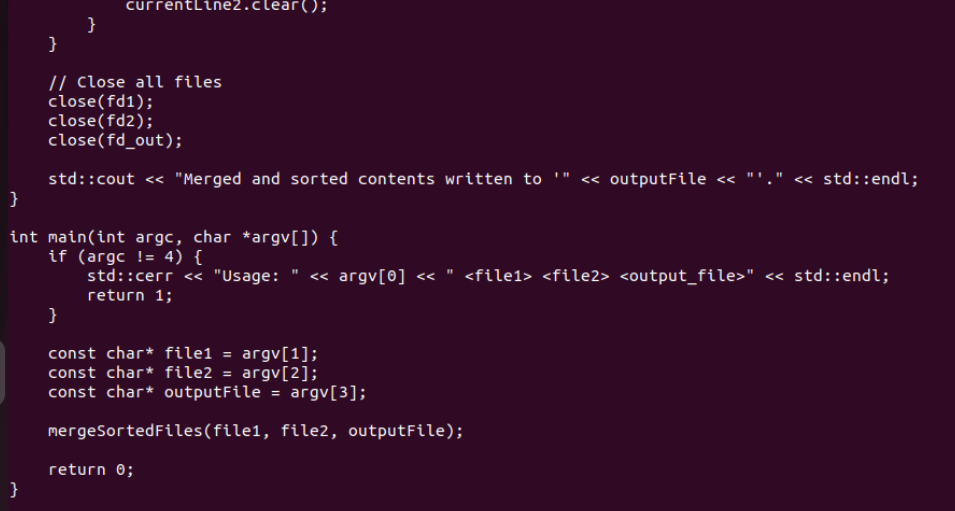 currentLine2.clear();
        }
    }

    // Close all files
    close(fd1);
    close(fd2);
    close(fd_out);

    std::cout << "Merged and sorted contents written to '" << outputFile << "'." << std::endl;
}

int main(int argc, char *argv[]) {
    if (argc != 4) {
        std::cerr << "Usage: " << argv[0] << " <file1> <file2> <output_file>" << std::endl;
        return 1;
    }

    const char* file1 = argv[1];
    const char* file2 = argv[2];
    const char* outputFile = argv[3];

    mergeSortedFiles(file1, file2, outputFile);

    return 0;
}